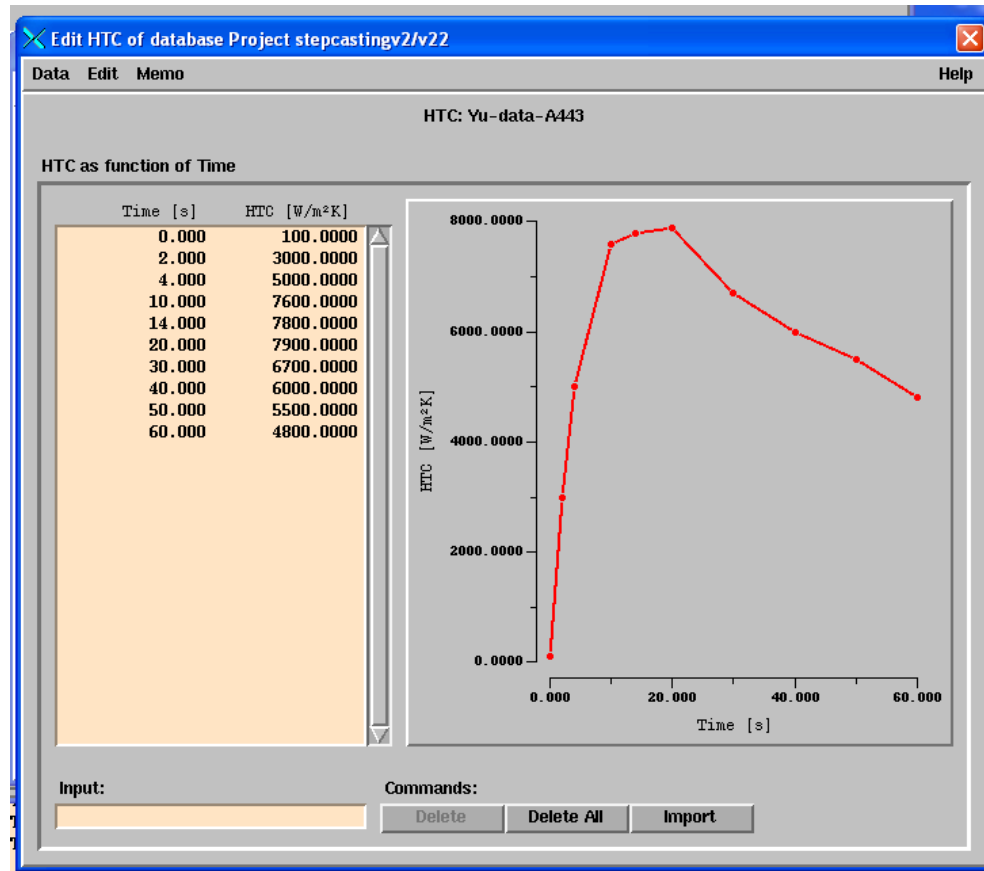 Edit HTC of database Project stepcastingv2/v22
Data Edit Memo Help
HTC: Yu-data-A443
HTC as function of Time
Time [s] HTC [W/m²K]
0.000 100.0000
2.000 3000.0000
4.000 5000.0000
10.000 7600.0000
14.000 7800.0000
20.000 7900.0000
30.000 6700.0000
40.000 6000.0000
50.000 5500.0000
60.000 4800.0000
8000.0000
6000.0000
4000.0000
2000.0000
0.0000
HTC [W/m²K]
0.000 20.000 40.000 60.000
Time [s]
Input:
Commands:
Delete Delete All Import